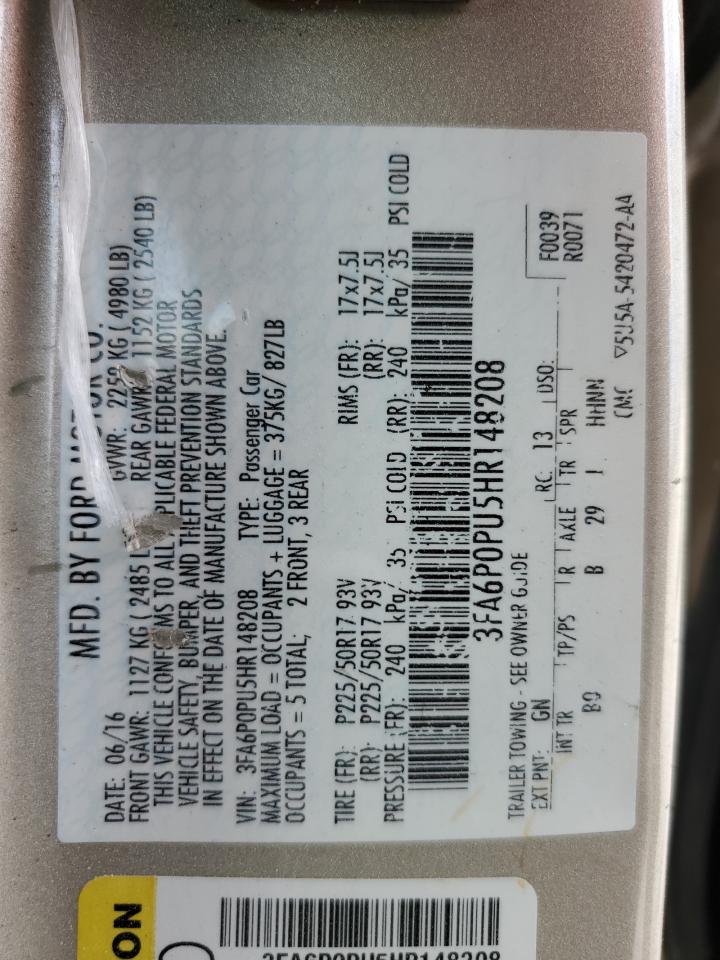 MFD. BY FORD MOTOR CO.
DATE: 06/16 GVWR: 2259 KG ( 4980 LB)
FRONT GAWR: 1127 KG ( 2485 REAR GAWR: 1152 KG ( 2540 LB)
THIS VEHICLE CONFORMS TO ALL APPLICABLE FEDERAL MOTOR
VEHICLE SAFETY, BUMPER, AND THEFT PREVENTION STANDARDS
IN EFFECT ON THE DATE OF MANUFACTURE SHOWN ABOVE.
VIN: 3FA6P0PU5HR148208 TYPE: Passenger Car
MAXIMUM LOAD = OCCUPANTS + LUGGAGE = 375KG/ 827LB
OCCUPANTS = 5 TOTAL; 2 FRONT, 3 REAR
TIRE (FR): P225/50R17 93V RIMS (FR): 17x7.5J
(RR): P225/50R17 93V (RR): 17x7.5J
PRESSURE (FR): 240 kPa/ 35 PSI COLD (RR): 240 kPa/ 35 PSI COLD
3FA6P0PU5HR148208
TRAILER TOWING - SEE OWNER GUIDE
EXT PNT: GN RC: 13 DSO: F0039
R0071
INT TR TP/PS R AXLE TR SPR
B9 B 29 J HHNN
5U5A-5420472-AA
ON
3FA6P0PU5HR148208